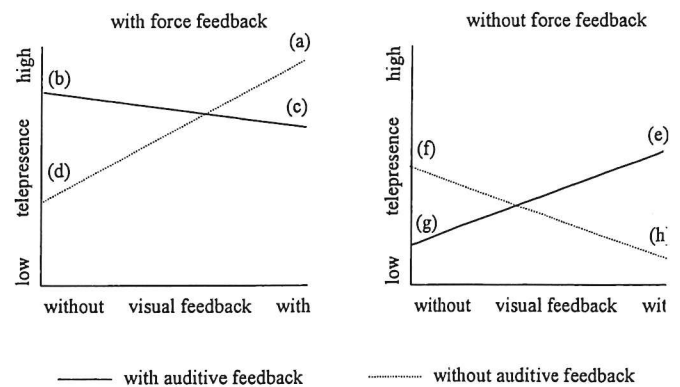 with force feedback
without force feedback
(a)
(b)
(c)
(d)
high
telepresence
low
without visual feedback with
(e)
(f)
(g)
(h
high
telepresence
low
without visual feedback wit
with auditive feedback
without auditive feedback